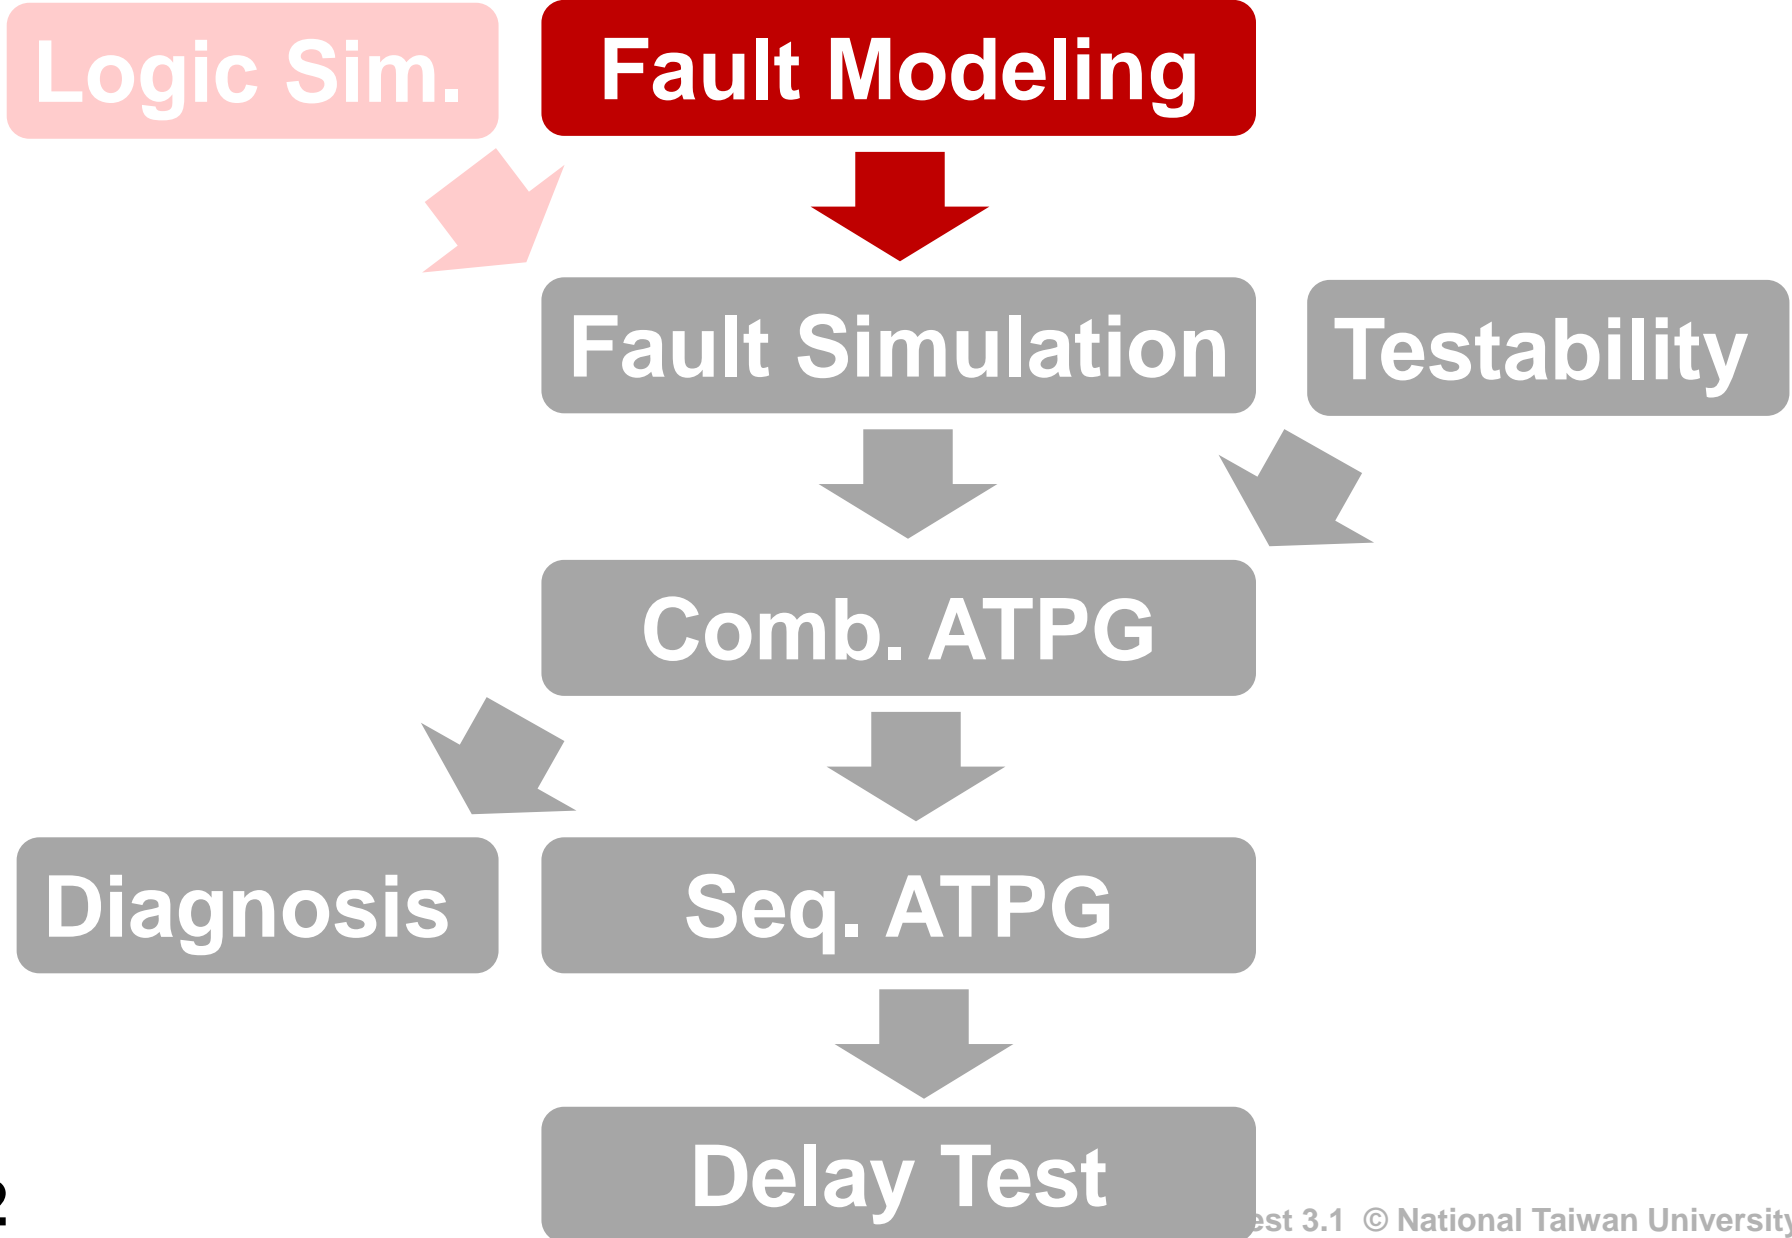 Logic Sim.
Fault Modeling
Fault Simulation
Testability
Comb. ATPG
Diagnosis
Seq. ATPG
Delay Test
3.1 © National Taiwan University